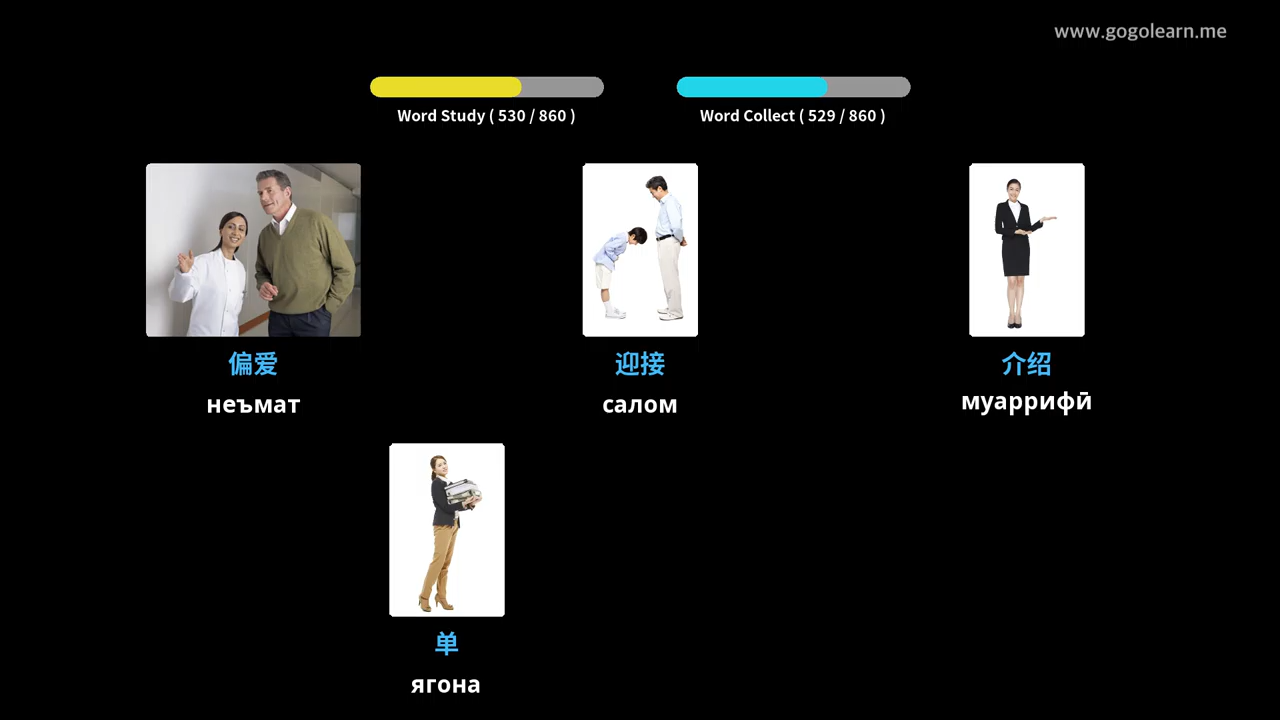 www.gogolearn.me
Word Study ( 530 / 860 )
Word Collect ( 529 / 860 )
偏爱
неъмат
迎接
салом
介绍
муаррифӣ
单
ягона